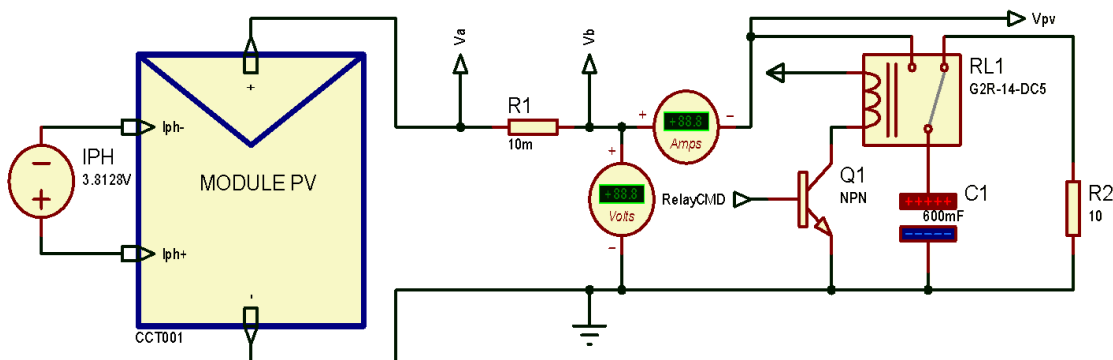 Vpv
Va
Vb
RL1
G2R-14-DC5
+
R1
10m
+
-
+88.8
Amps
Iph-
IPH
3.8128V
MODULE PV
+
+88.8
Volts
-
RelayCMD
Q1
NPN
C1
600mF
R2
10
Iph+
-
CCT001